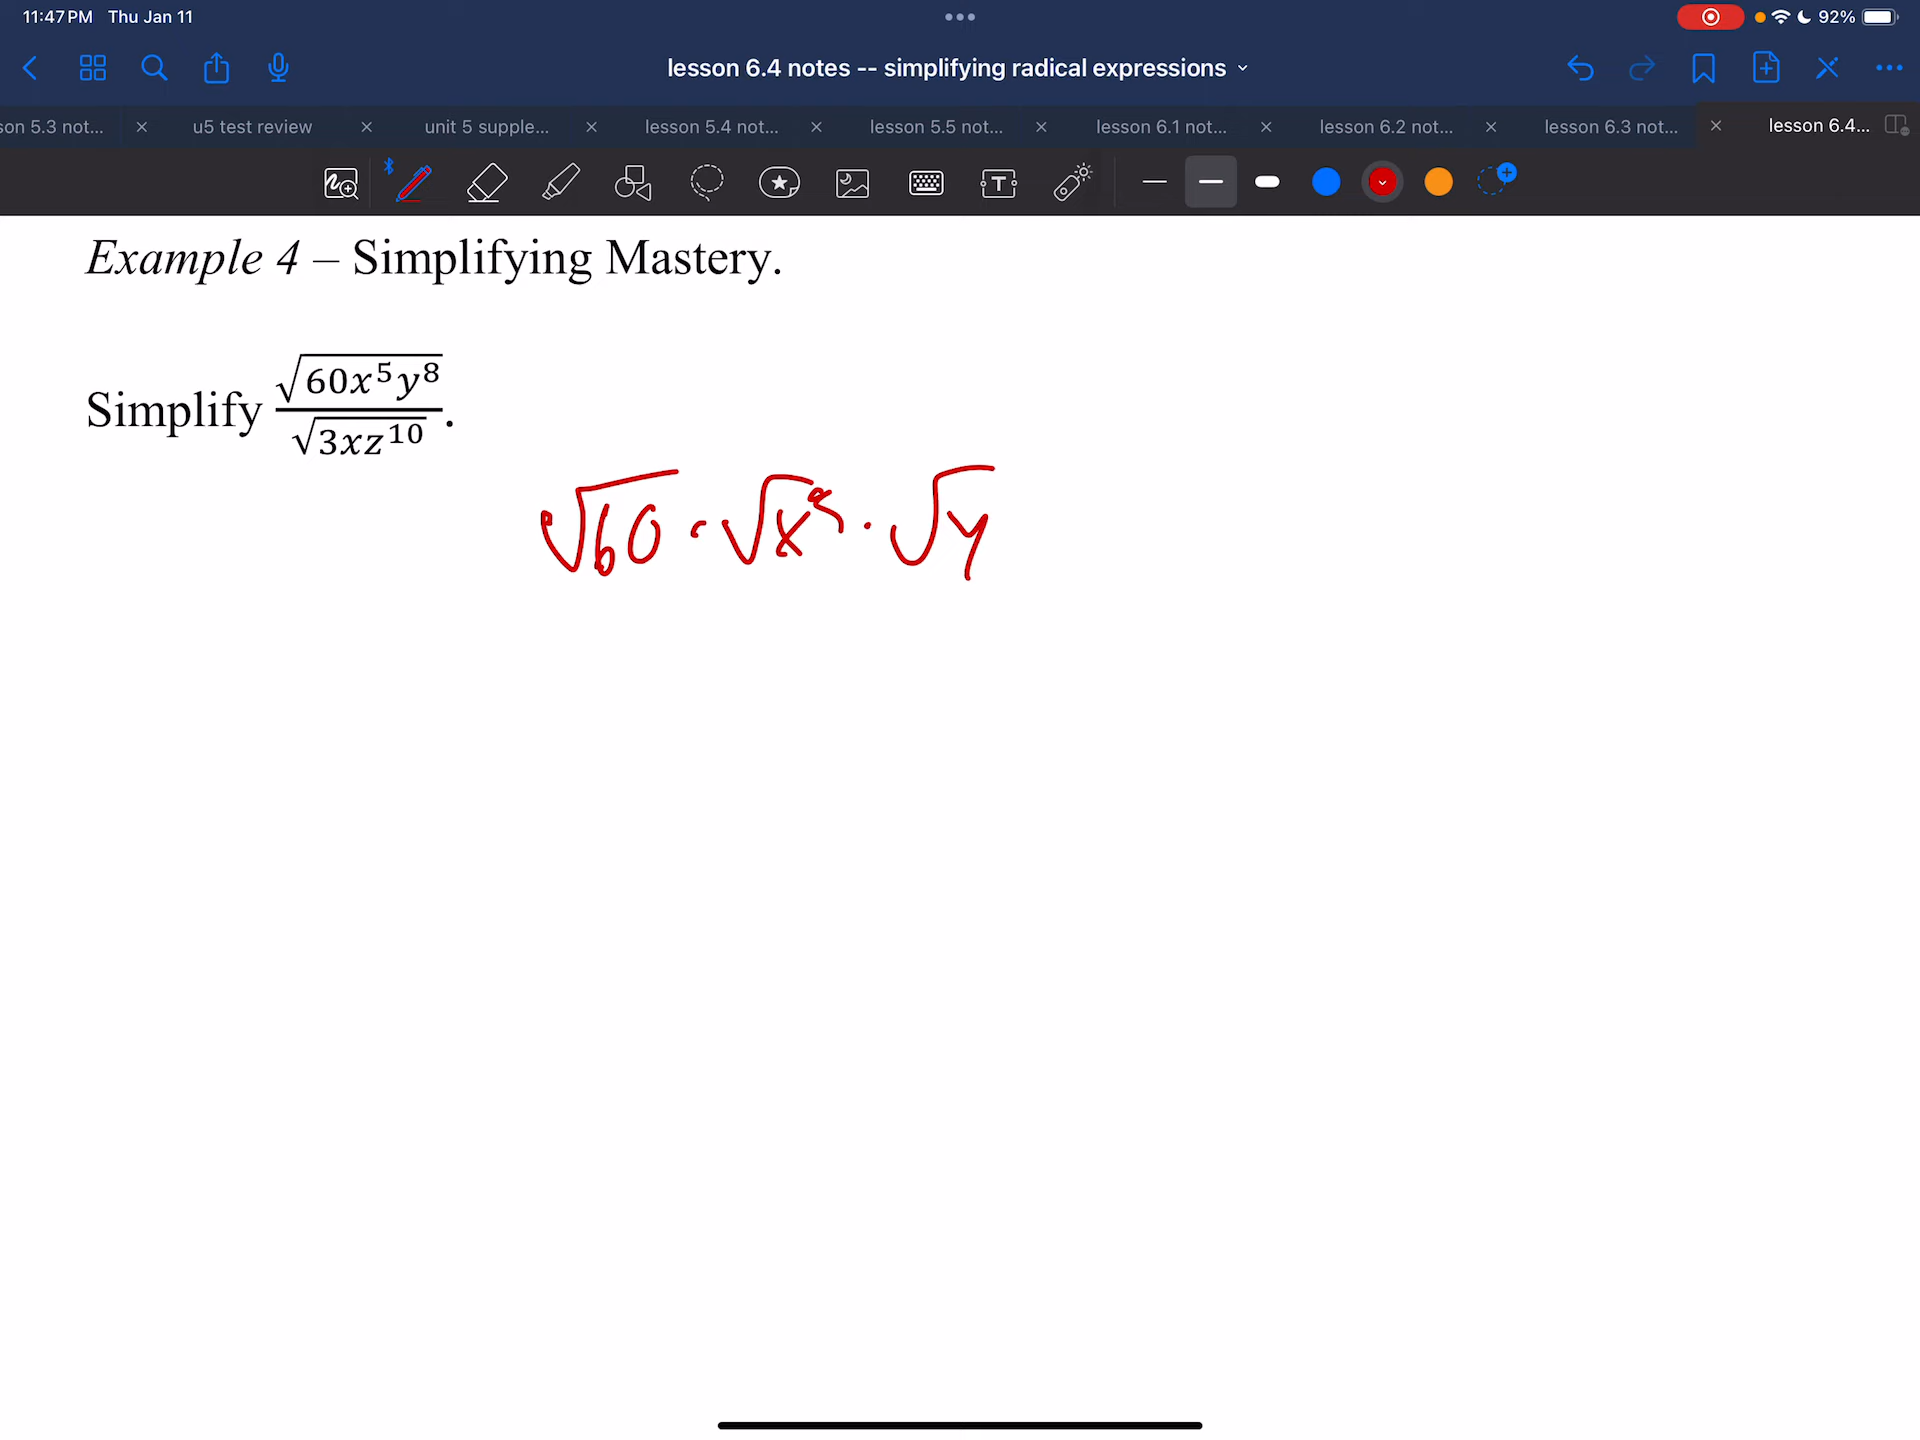 11:47 PM Thu Jan 11
92%
lesson 6.4 notes -- simplifying radical expressions
son 5.3 not... u5 test review unit 5 supple... lesson 5.4 not... lesson 5.5 not... lesson 6.1 not... lesson 6.2 not... lesson 6.3 not... lesson 6.4...
T
Example 4 – Simplifying Mastery.
Simplify √(60x⁵y⁸) / √(3xz¹⁰).
√60 · √x⁵ · √y